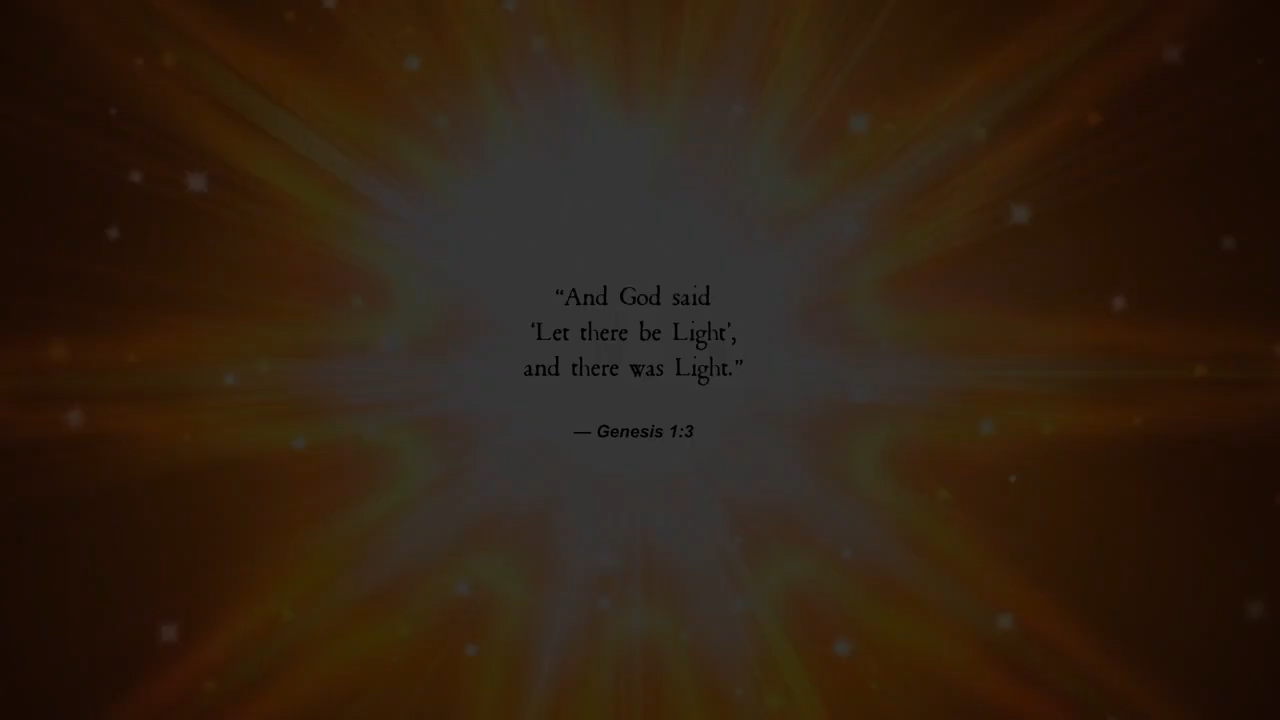 “And God said
‘Let there be Light’,
and there was Light.”
— Genesis 1:3